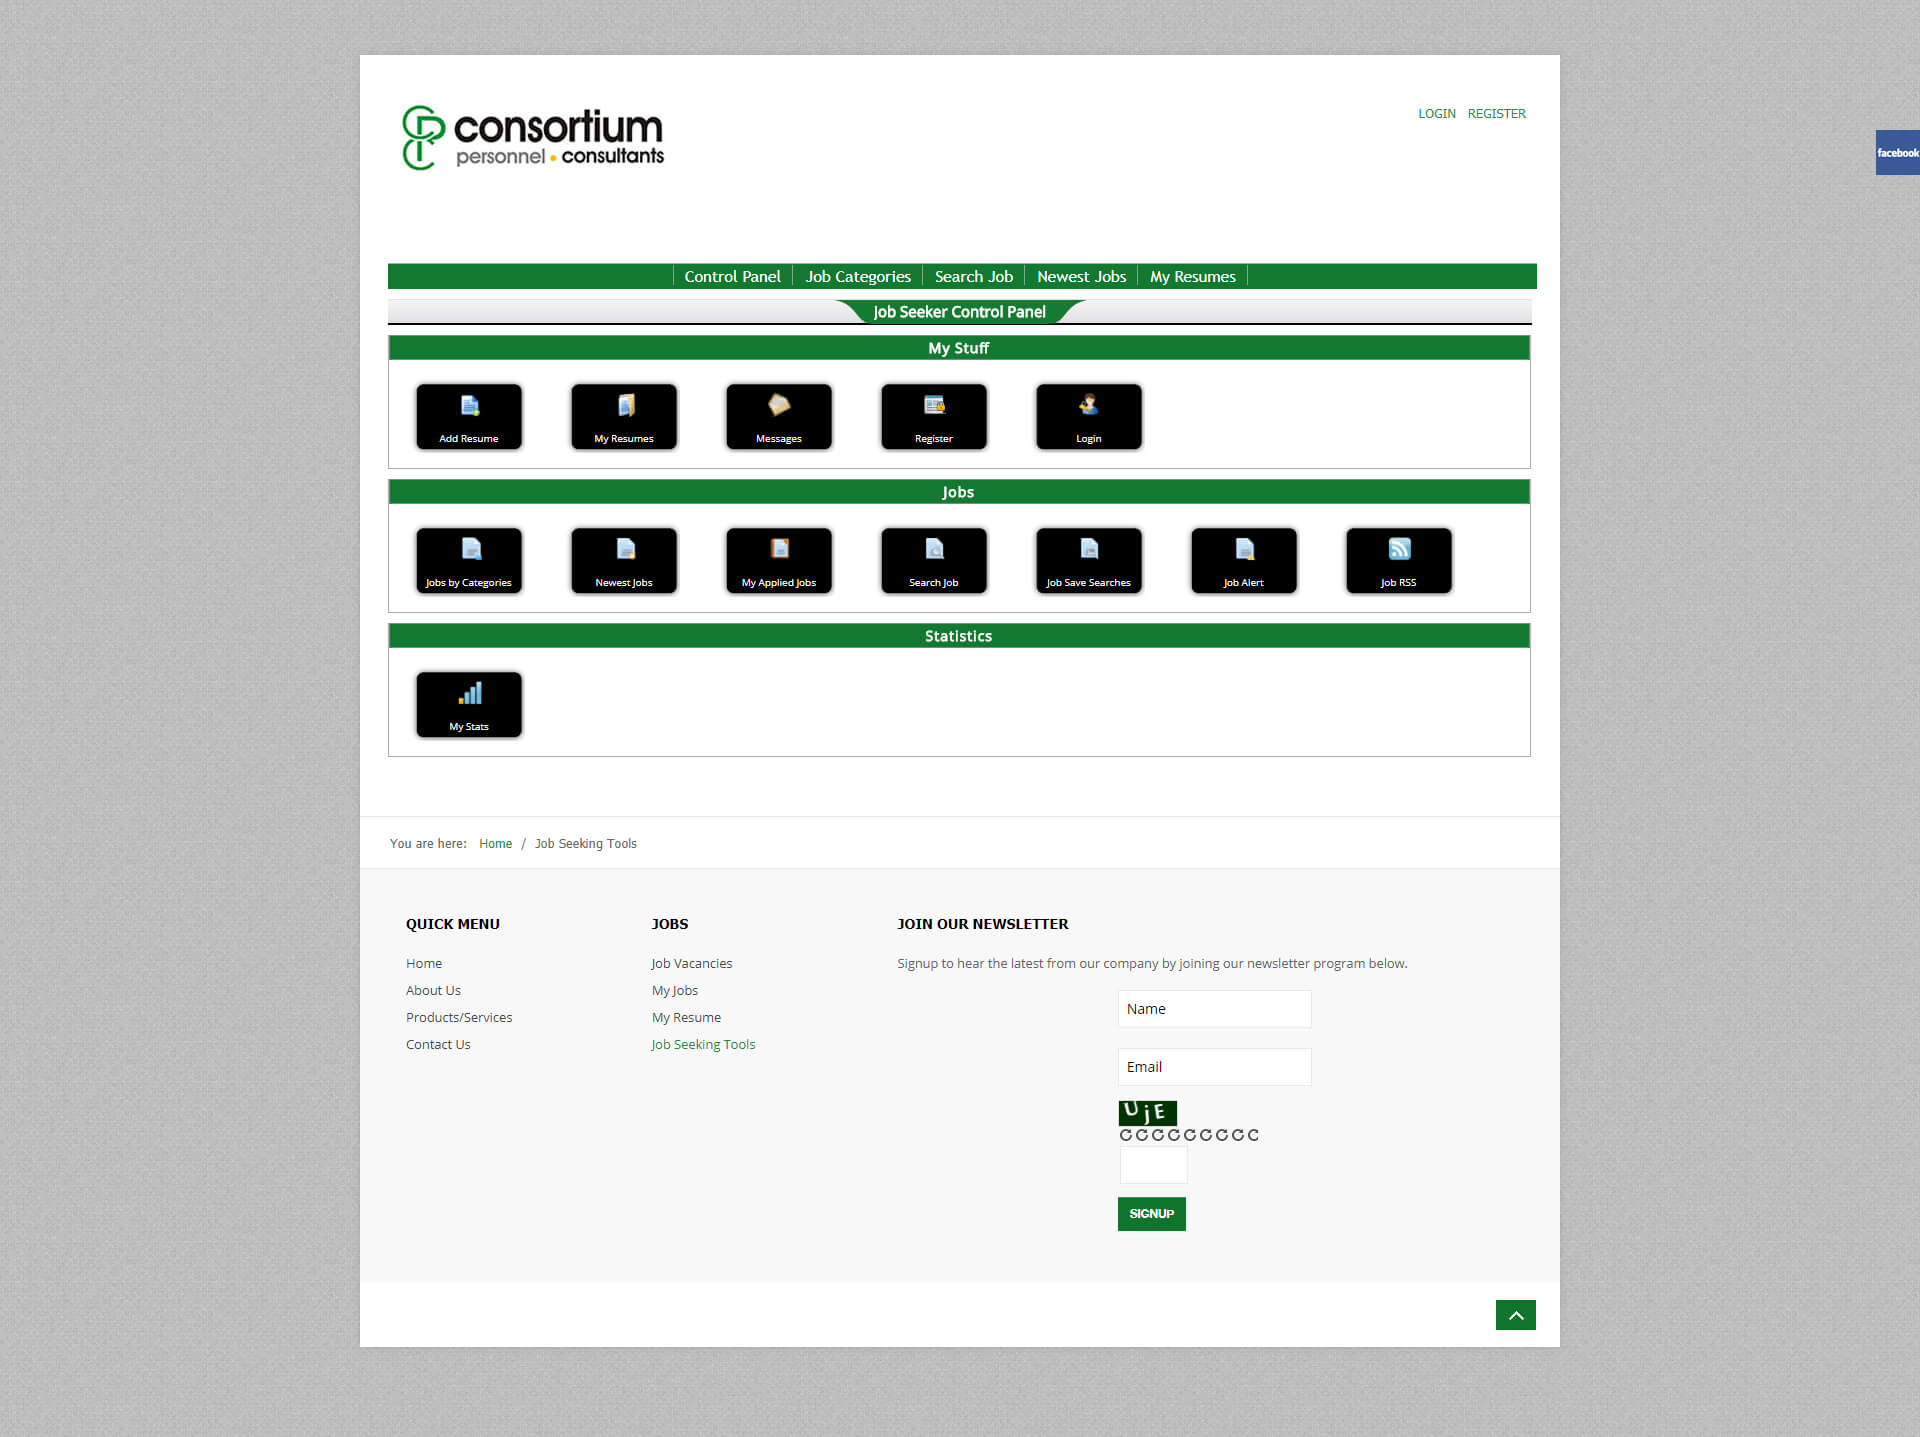 consortium
personnel • consultants
LOGIN REGISTER
facebook
Control Panel Job Categories Search Job Newest Jobs My Resumes
Job Seeker Control Panel
My Stuff
Add Resume My Resumes Messages Register Login
Jobs
Jobs by Categories Newest Jobs My Applied Jobs Search Job Job Save Searches Job Alert Job RSS
Statistics
My Stats
You are here: Home / Job Seeking Tools
QUICK MENU
Home
About Us
Products/Services
Contact Us
JOBS
Job Vacancies
My Jobs
My Resume
Job Seeking Tools
JOIN OUR NEWSLETTER
Signup to hear the latest from our company by joining our newsletter program below.
Name
Email
UjE
SIGNUP